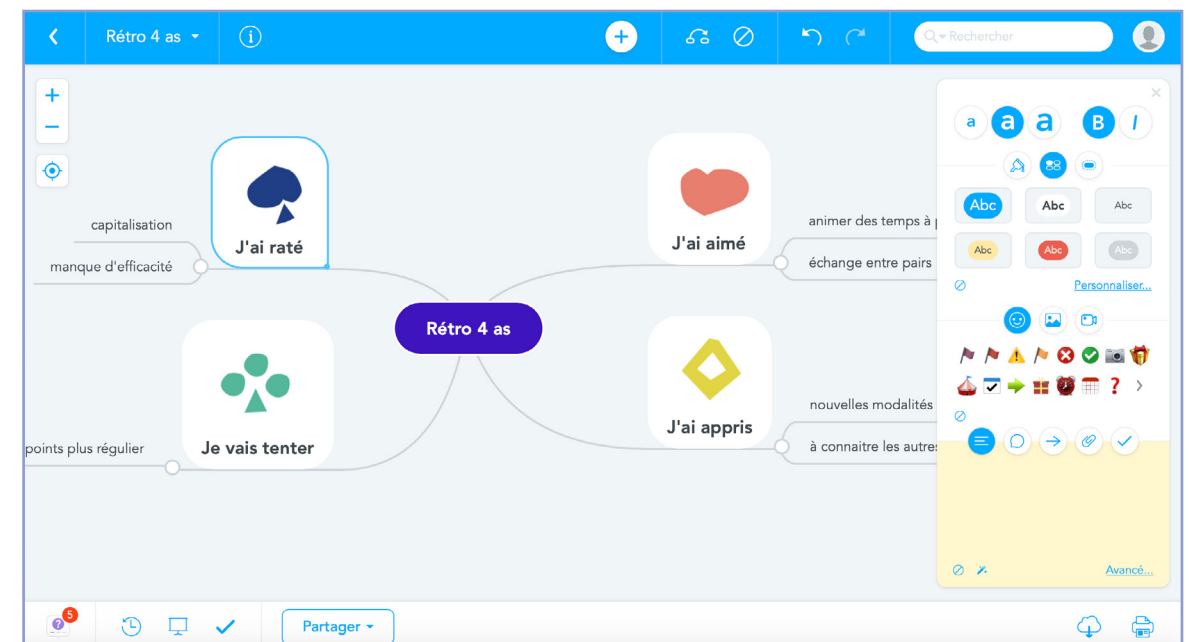 Rétro 4 as
Rechercher
a a a B I
Abc Abc Abc
Abc Abc Abc
Personnaliser...
J'ai raté
capitalisation
manque d'efficacité
J'ai aimé
animer des temps à
échange entre pairs
Rétro 4 as
Je vais tenter
points plus régulier
J'ai appris
nouvelles modalités
à connaitre les autres
Avancé...
5
Partager